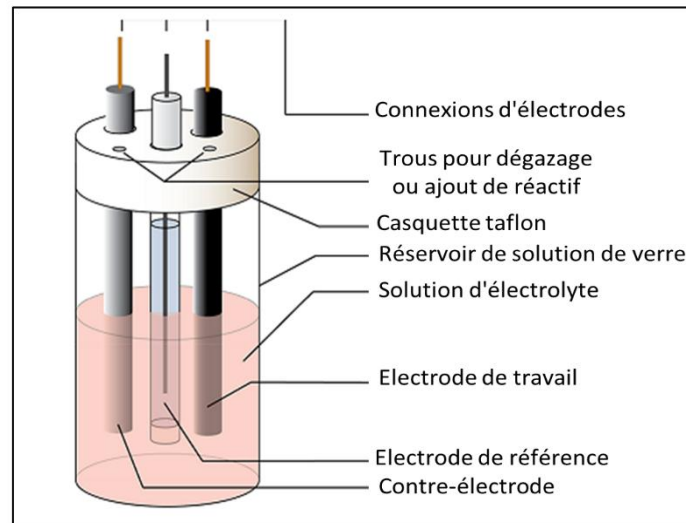 Connexions d'électrodes
Trous pour dégazage
ou ajout de réactif
Casquette taflon
Réservoir de solution de verre
Solution d'électrolyte
Electrode de travail
Electrode de référence
Contre-électrode